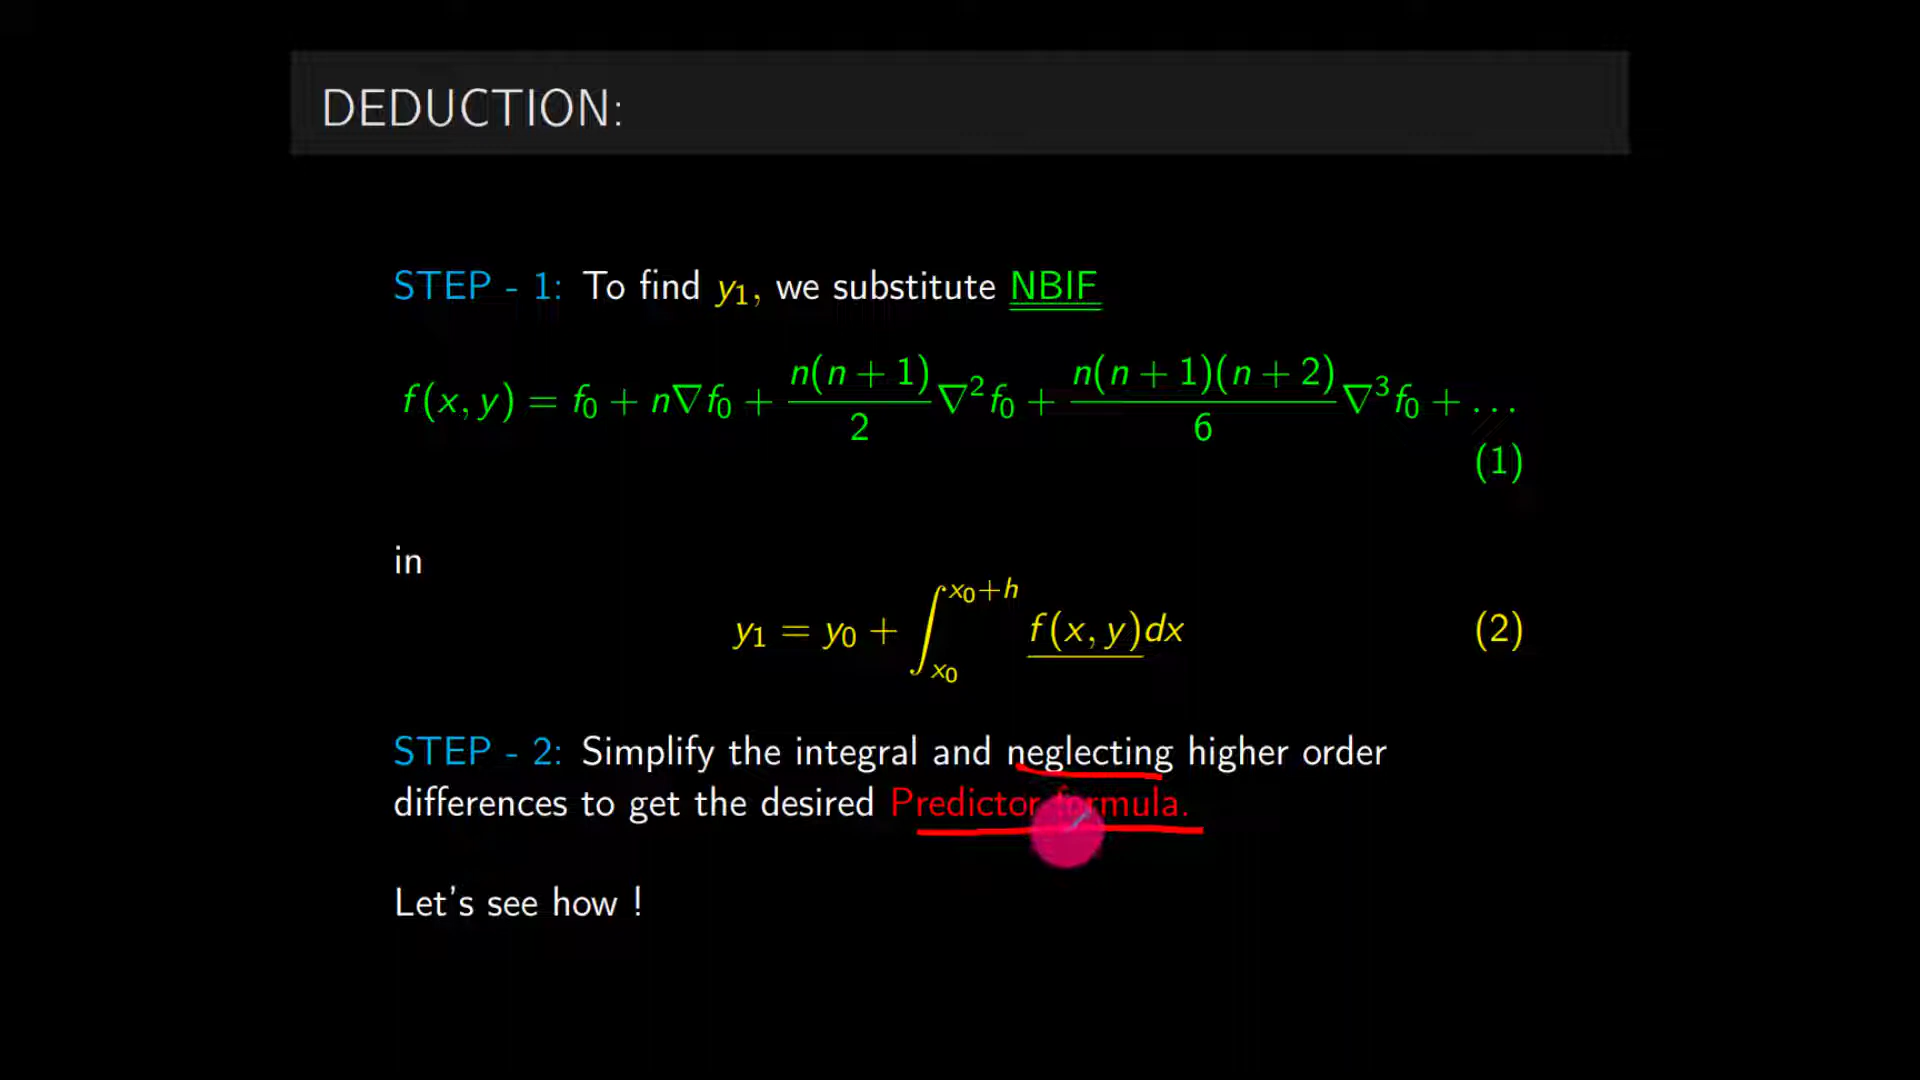 DEDUCTION:
STEP - 1: To find y₁, we substitute NBIF
f(x, y) = f₀ + n∇f₀ + n(n + 1)/2 ∇²f₀ + n(n + 1)(n + 2)/6 ∇³f₀ + ...
(1)
in
y₁ = y₀ + ∫_{x₀}^{x₀+h} f(x, y)dx (2)
STEP - 2: Simplify the integral and neglecting higher order
differences to get the desired Predictor formula.
Let's see how !